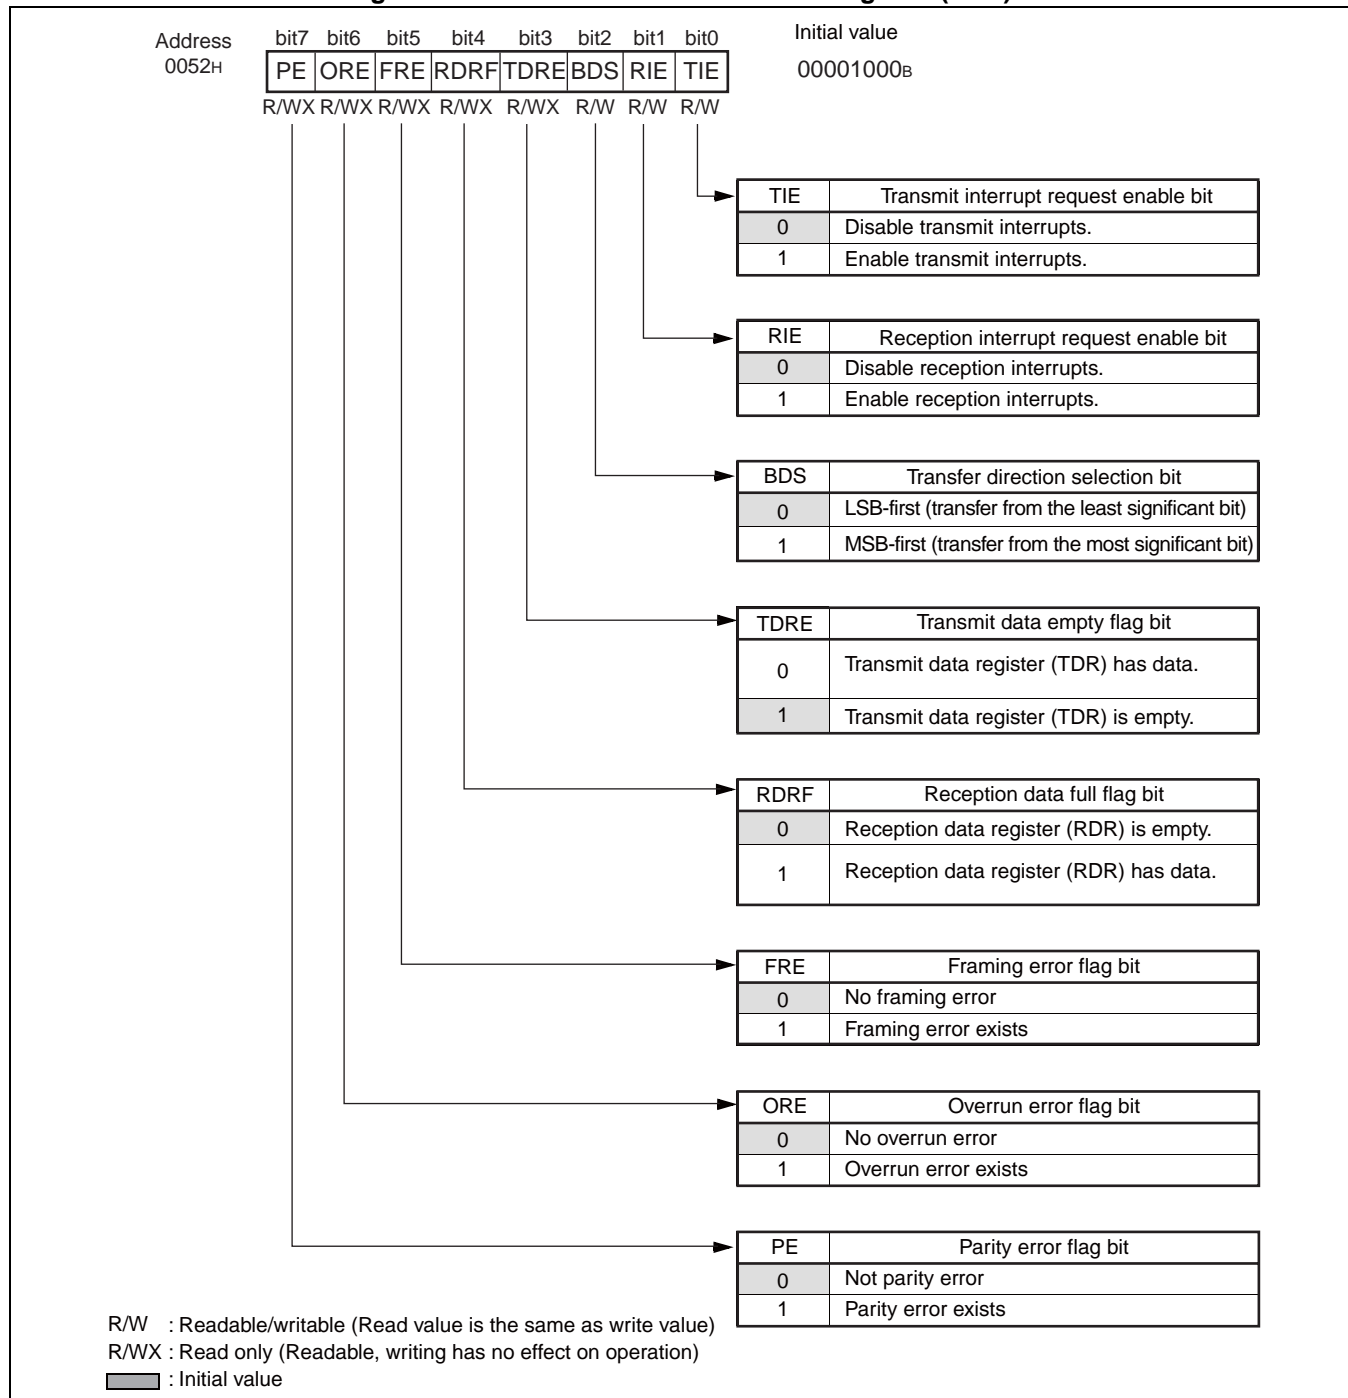 Address bit7 bit6 bit5 bit4 bit3 bit2 bit1 bit0 Initial value
0052H PE ORE FRE RDRF TDRE BDS RIE TIE 00001000B
R/WX R/WX R/WX R/WX R/WX R/W R/W R/W
TIE Transmit interrupt request enable bit
0 Disable transmit interrupts.
1 Enable transmit interrupts.
RIE Reception interrupt request enable bit
0 Disable reception interrupts.
1 Enable reception interrupts.
BDS Transfer direction selection bit
0 LSB-first (transfer from the least significant bit)
1 MSB-first (transfer from the most significant bit)
TDRE Transmit data empty flag bit
0 Transmit data register (TDR) has data.
1 Transmit data register (TDR) is empty.
RDRF Reception data full flag bit
0 Reception data register (RDR) is empty.
1 Reception data register (RDR) has data.
FRE Framing error flag bit
0 No framing error
1 Framing error exists
ORE Overrun error flag bit
0 No overrun error
1 Overrun error exists
PE Parity error flag bit
0 Not parity error
1 Parity error exists
R/W : Readable/writable (Read value is the same as write value)
R/WX : Read only (Readable, writing has no effect on operation)
: Initial value